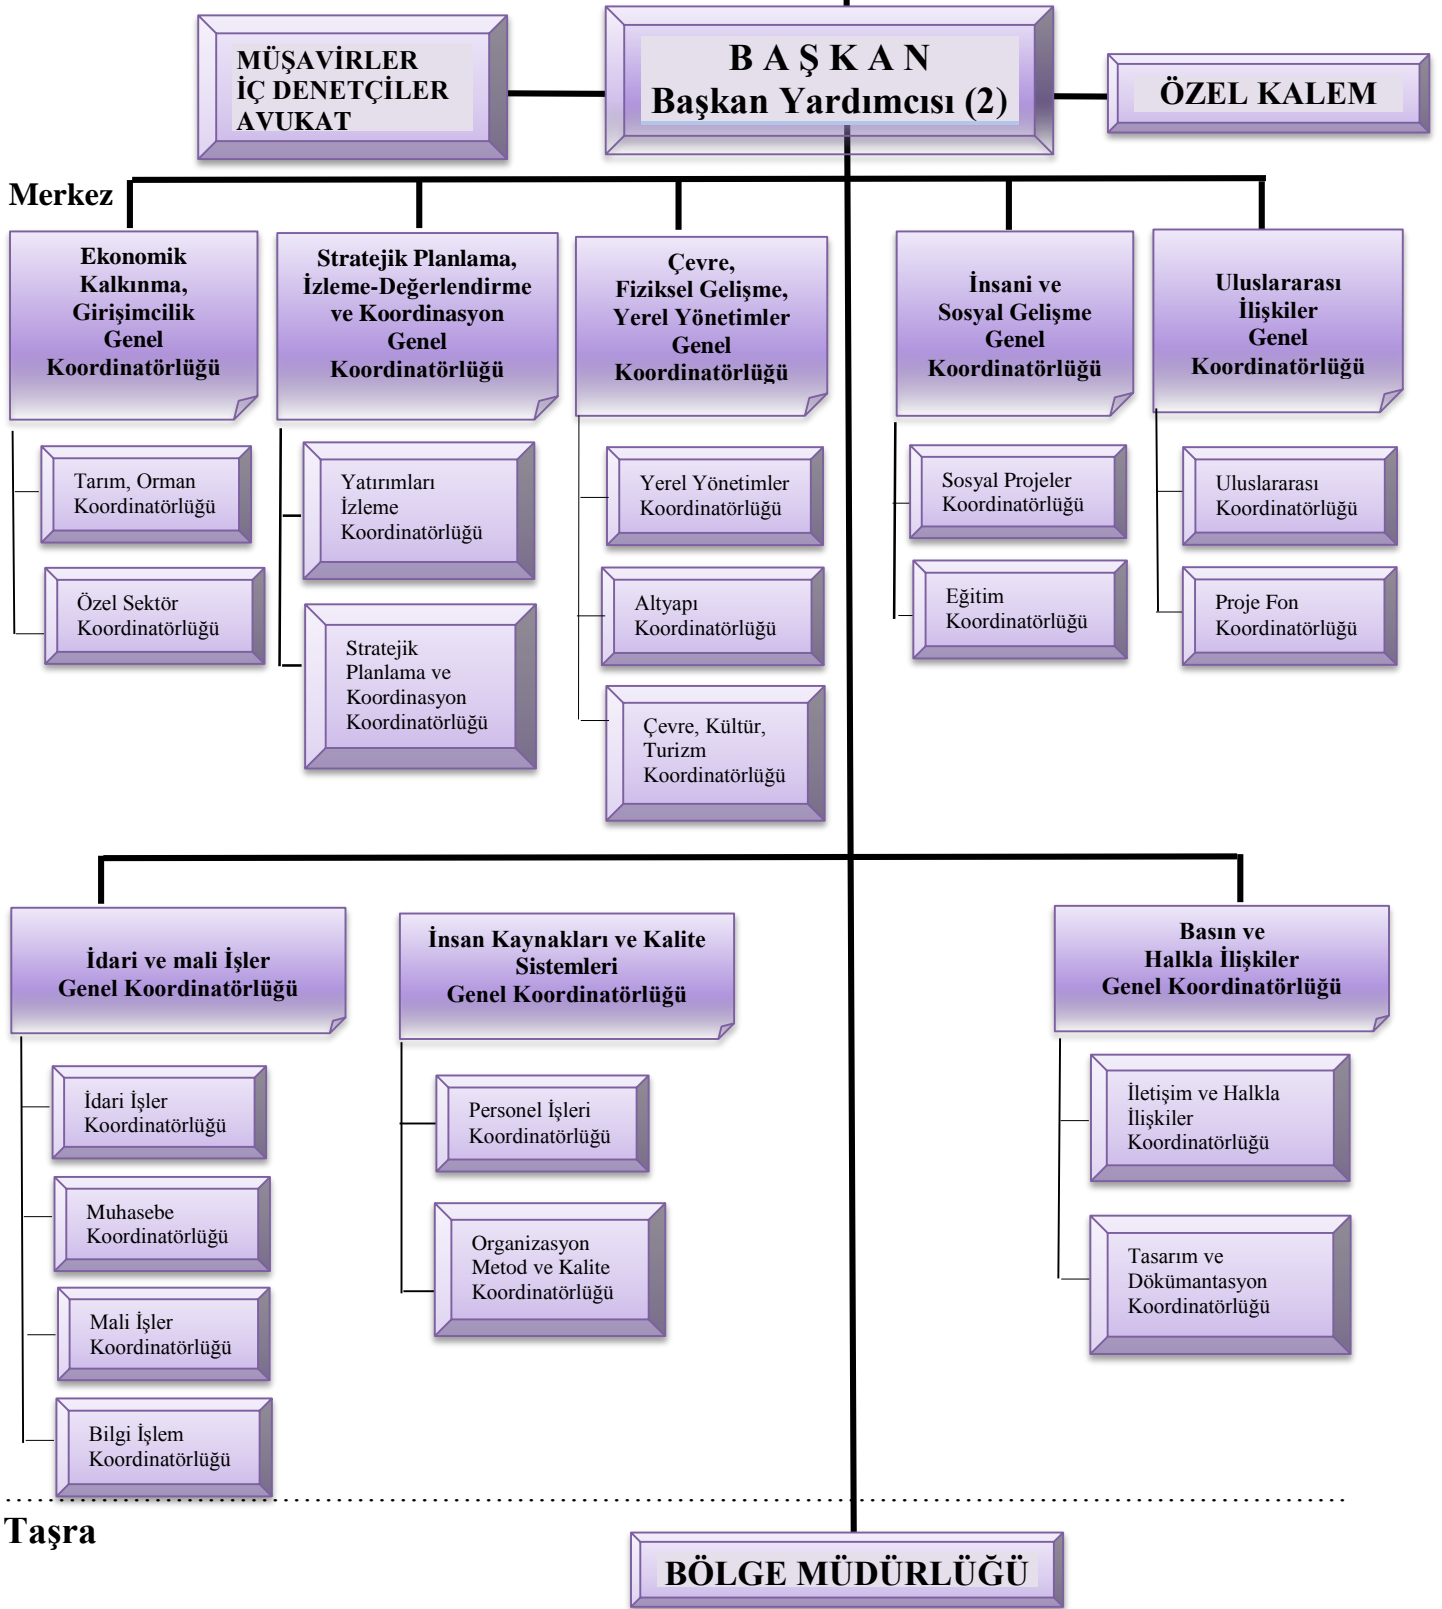 MÜŞAVİRLER
İÇ DENETÇİLER
AVUKAT
B A Ş K A N
Başkan Yardımcısı (2)
ÖZEL KALEM
Merkez
Ekonomik
Kalkınma,
Girişimcilik
Genel
Koordinatörlüğü
Stratejik Planlama,
İzleme-Değerlendirme
ve Koordinasyon
Genel
Koordinatörlüğü
Çevre,
Fiziksel Gelişme,
Yerel Yönetimler
Genel
Koordinatörlüğü
İnsani ve
Sosyal Gelişme
Genel
Koordinatörlüğü
Uluslararası
İlişkiler
Genel
Koordinatörlüğü
Tarım, Orman
Koordinatörlüğü
Özel Sektör
Koordinatörlüğü
Yatırımları
İzleme
Koordinatörlüğü
Stratejik
Planlama ve
Koordinasyon
Koordinatörlüğü
Yerel Yönetimler
Koordinatörlüğü
Altyapı
Koordinatörlüğü
Çevre, Kültür,
Turizm
Koordinatörlüğü
Sosyal Projeler
Koordinatörlüğü
Eğitim
Koordinatörlüğü
Uluslararası
Koordinatörlüğü
Proje Fon
Koordinatörlüğü
İdari ve mali İşler
Genel Koordinatörlüğü
İnsan Kaynakları ve Kalite
Sistemleri
Genel Koordinatörlüğü
Basın ve
Halkla İlişkiler
Genel Koordinatörlüğü
İdari İşler
Koordinatörlüğü
Muhasebe
Koordinatörlüğü
Mali İşler
Koordinatörlüğü
Bilgi İşlem
Koordinatörlüğü
Personel İşleri
Koordinatörlüğü
Organizasyon
Metod ve Kalite
Koordinatörlüğü
İletişim ve Halkla
İlişkiler
Koordinatörlüğü
Tasarım ve
Dökümantasyon
Koordinatörlüğü
Taşra
BÖLGE MÜDÜRLÜĞÜ